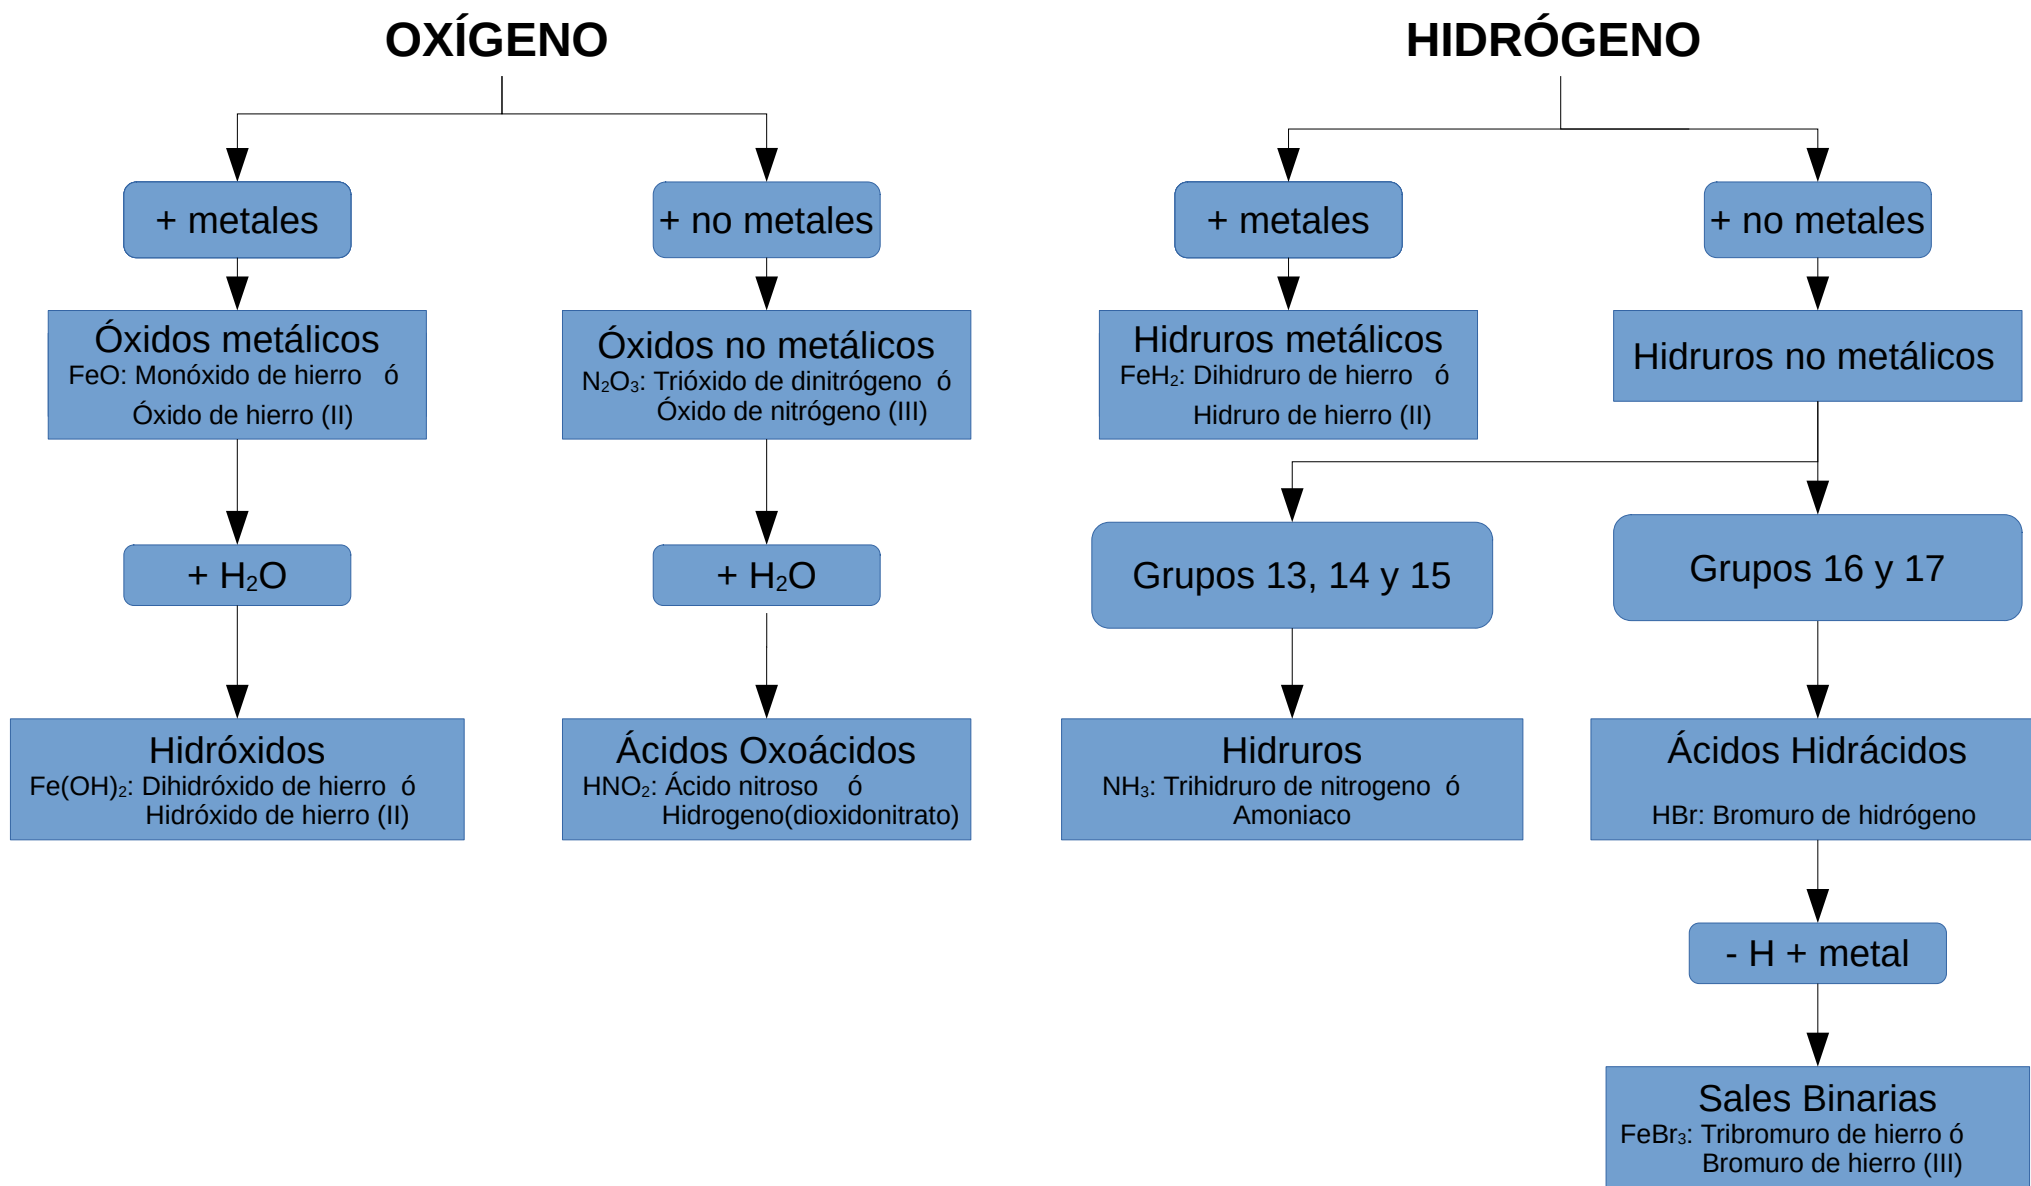 OXÍGENO
+ metales
+ no metales
Óxidos metálicos
FeO: Monóxido de hierro ó
Óxido de hierro (II)
Óxidos no metálicos
N₂O₃: Trióxido de dinitrógeno ó
Óxido de nitrógeno (III)
+ H₂O
+ H₂O
Hidróxidos
Fe(OH)₂: Dihidróxido de hierro ó
Hidróxido de hierro (II)
Ácidos Oxoácidos
HNO₂: Ácido nitroso ó
Hidrogeno(dioxidonitrato)
HIDRÓGENO
+ metales
+ no metales
Hidruros metálicos
FeH₂: Dihidruro de hierro ó
Hidruro de hierro (II)
Hidruros no metálicos
Grupos 13, 14 y 15
Grupos 16 y 17
Hidruros
NH₃: Trihidruro de nitrogeno ó
Amoniaco
Ácidos Hidrácidos
HBr: Bromuro de hidrógeno
- H + metal
Sales Binarias
FeBr₃: Tribromuro de hierro ó
Bromuro de hierro (III)